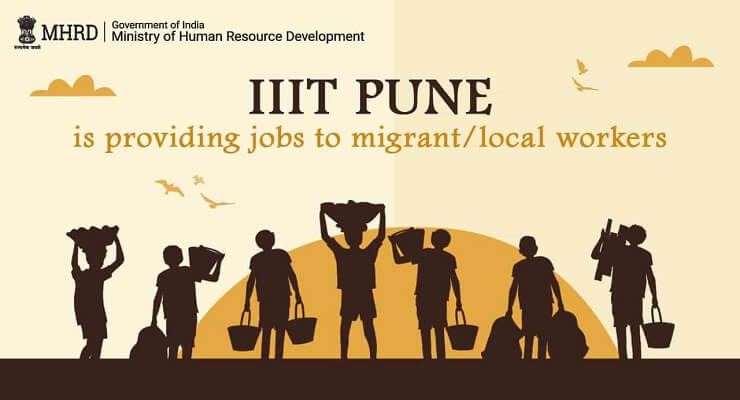 MHRD
Government of India
Ministry of Human Resource Development
IIIT PUNE
is providing jobs to migrant/local workers